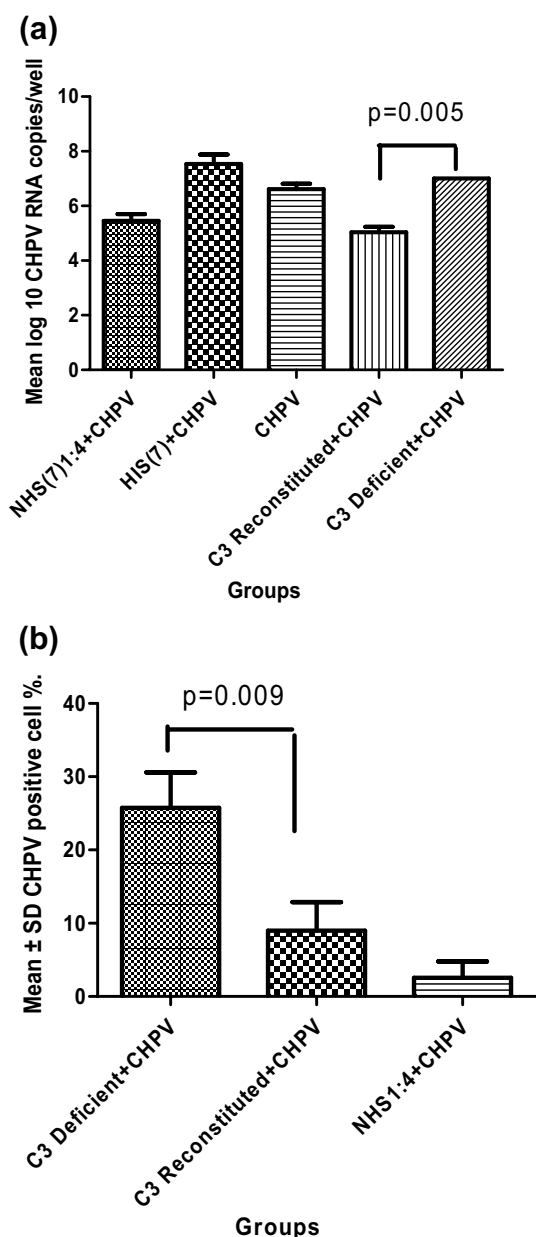 (a)
Mean log 10 CHPV RNA copies/well
10
8
6
4
2
0
p=0.005
NHS(7)1:4+CHPV
HIS(7)+CHPV
CHPV
C3 Reconstituted+CHPV
C3 Deficient+CHPV
Groups
(b)
Mean ± SD CHPV positive cell %.
40
30
20
10
0
p=0.009
C3 Deficient+CHPV
C3 Reconstituted+CHPV
NHS1:4+CHPV
Groups